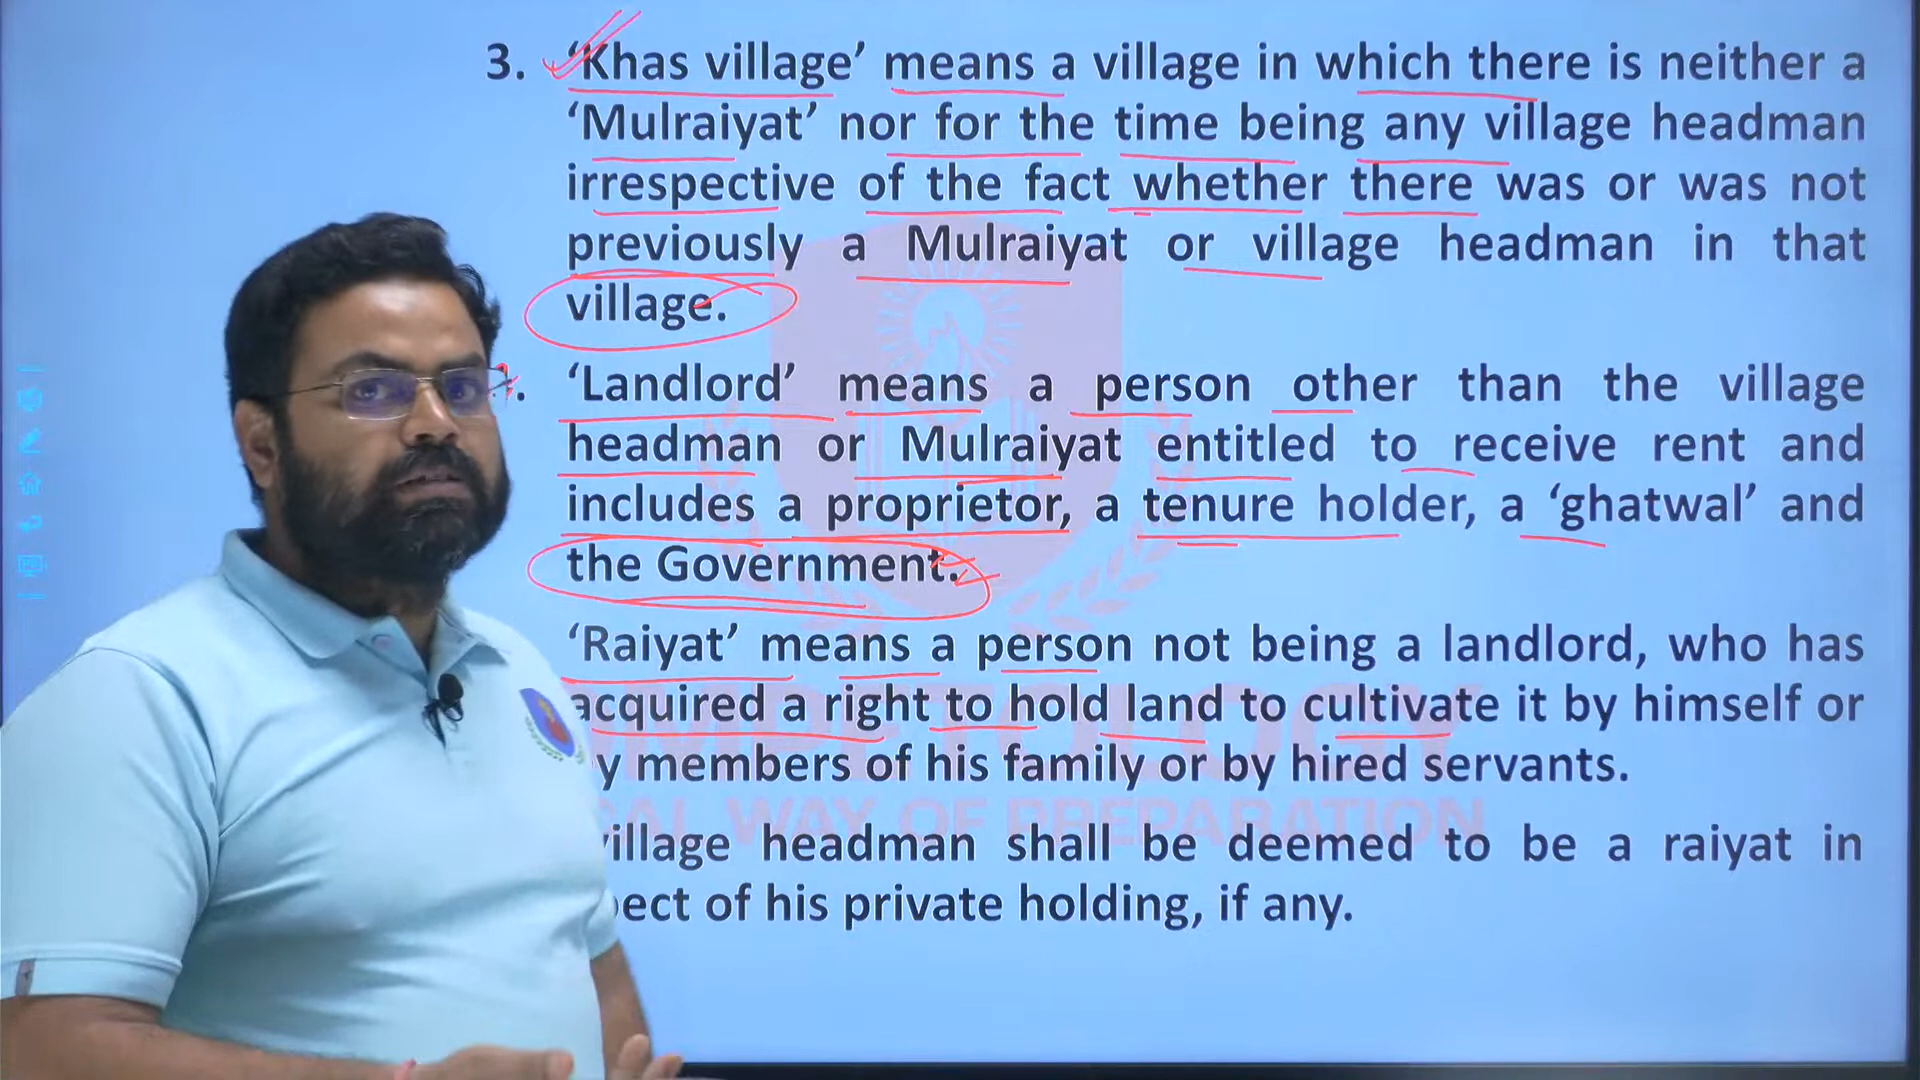 3. ‘Khas village’ means a village in which there is neither a
‘Mulraiyat’ nor for the time being any village headman
irrespective of the fact whether there was or was not
previously a Mulraiyat or village headman in that
village.
‘Landlord’ means a person other than the village
headman or Mulraiyat entitled to receive rent and
includes a proprietor, a tenure holder, a ‘ghatwal’ and
the Government.
‘Raiyat’ means a person not being a landlord, who has
acquired a right to hold land to cultivate it by himself or
y members of his family or by hired servants.
village headman shall be deemed to be a raiyat in
pect of his private holding, if any.
WAY OF PREPARATION